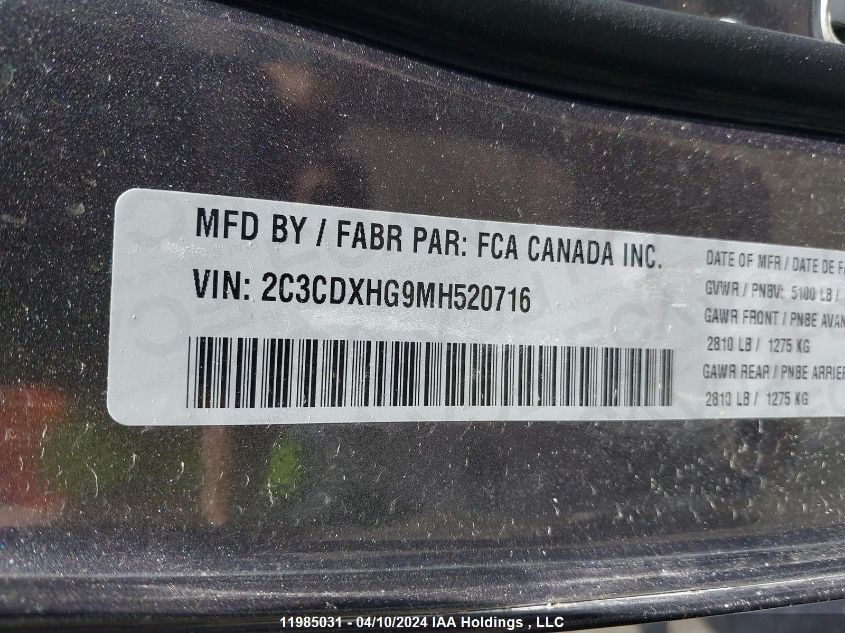 MFD BY / FABR PAR: FCA CANADA INC.
VIN: 2C3CDXHG9MH520716
DATE OF MFR / DATE DE
GVWR / PNBV: 5100 LB /
GAWR FRONT / PNBE AVAN
2810 LB / 1275 KG
GAWR REAR / PNBE ARRIER
2810 LB / 1275 KG
11985031 - 04/10/2024 IAA Holdings , LLC